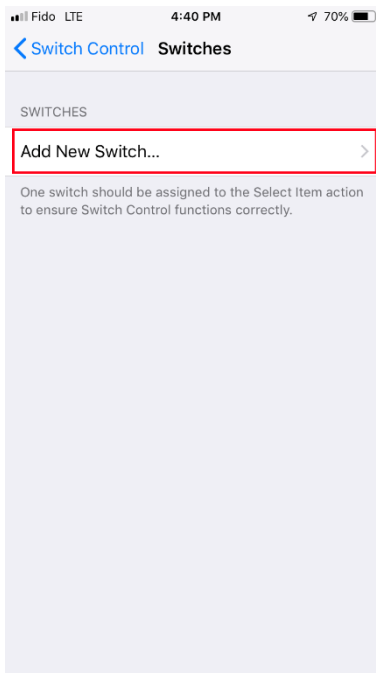 Fido LTE 4:40 PM 70%
Switch Control Switches
SWITCHES
Add New Switch...
One switch should be assigned to the Select Item action
to ensure Switch Control functions correctly.